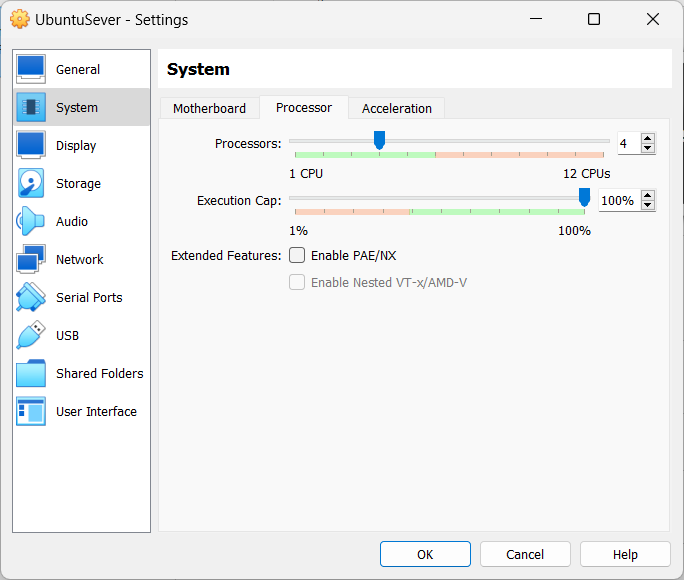 UbuntuSever - Settings
General
System
Display
Storage
Audio
Network
Serial Ports
USB
Shared Folders
User Interface
System
Motherboard Processor Acceleration
Processors: 4
1 CPU 12 CPUs
Execution Cap: 100%
1% 100%
Extended Features: Enable PAE/NX
Enable Nested VT-x/AMD-V
OK Cancel Help